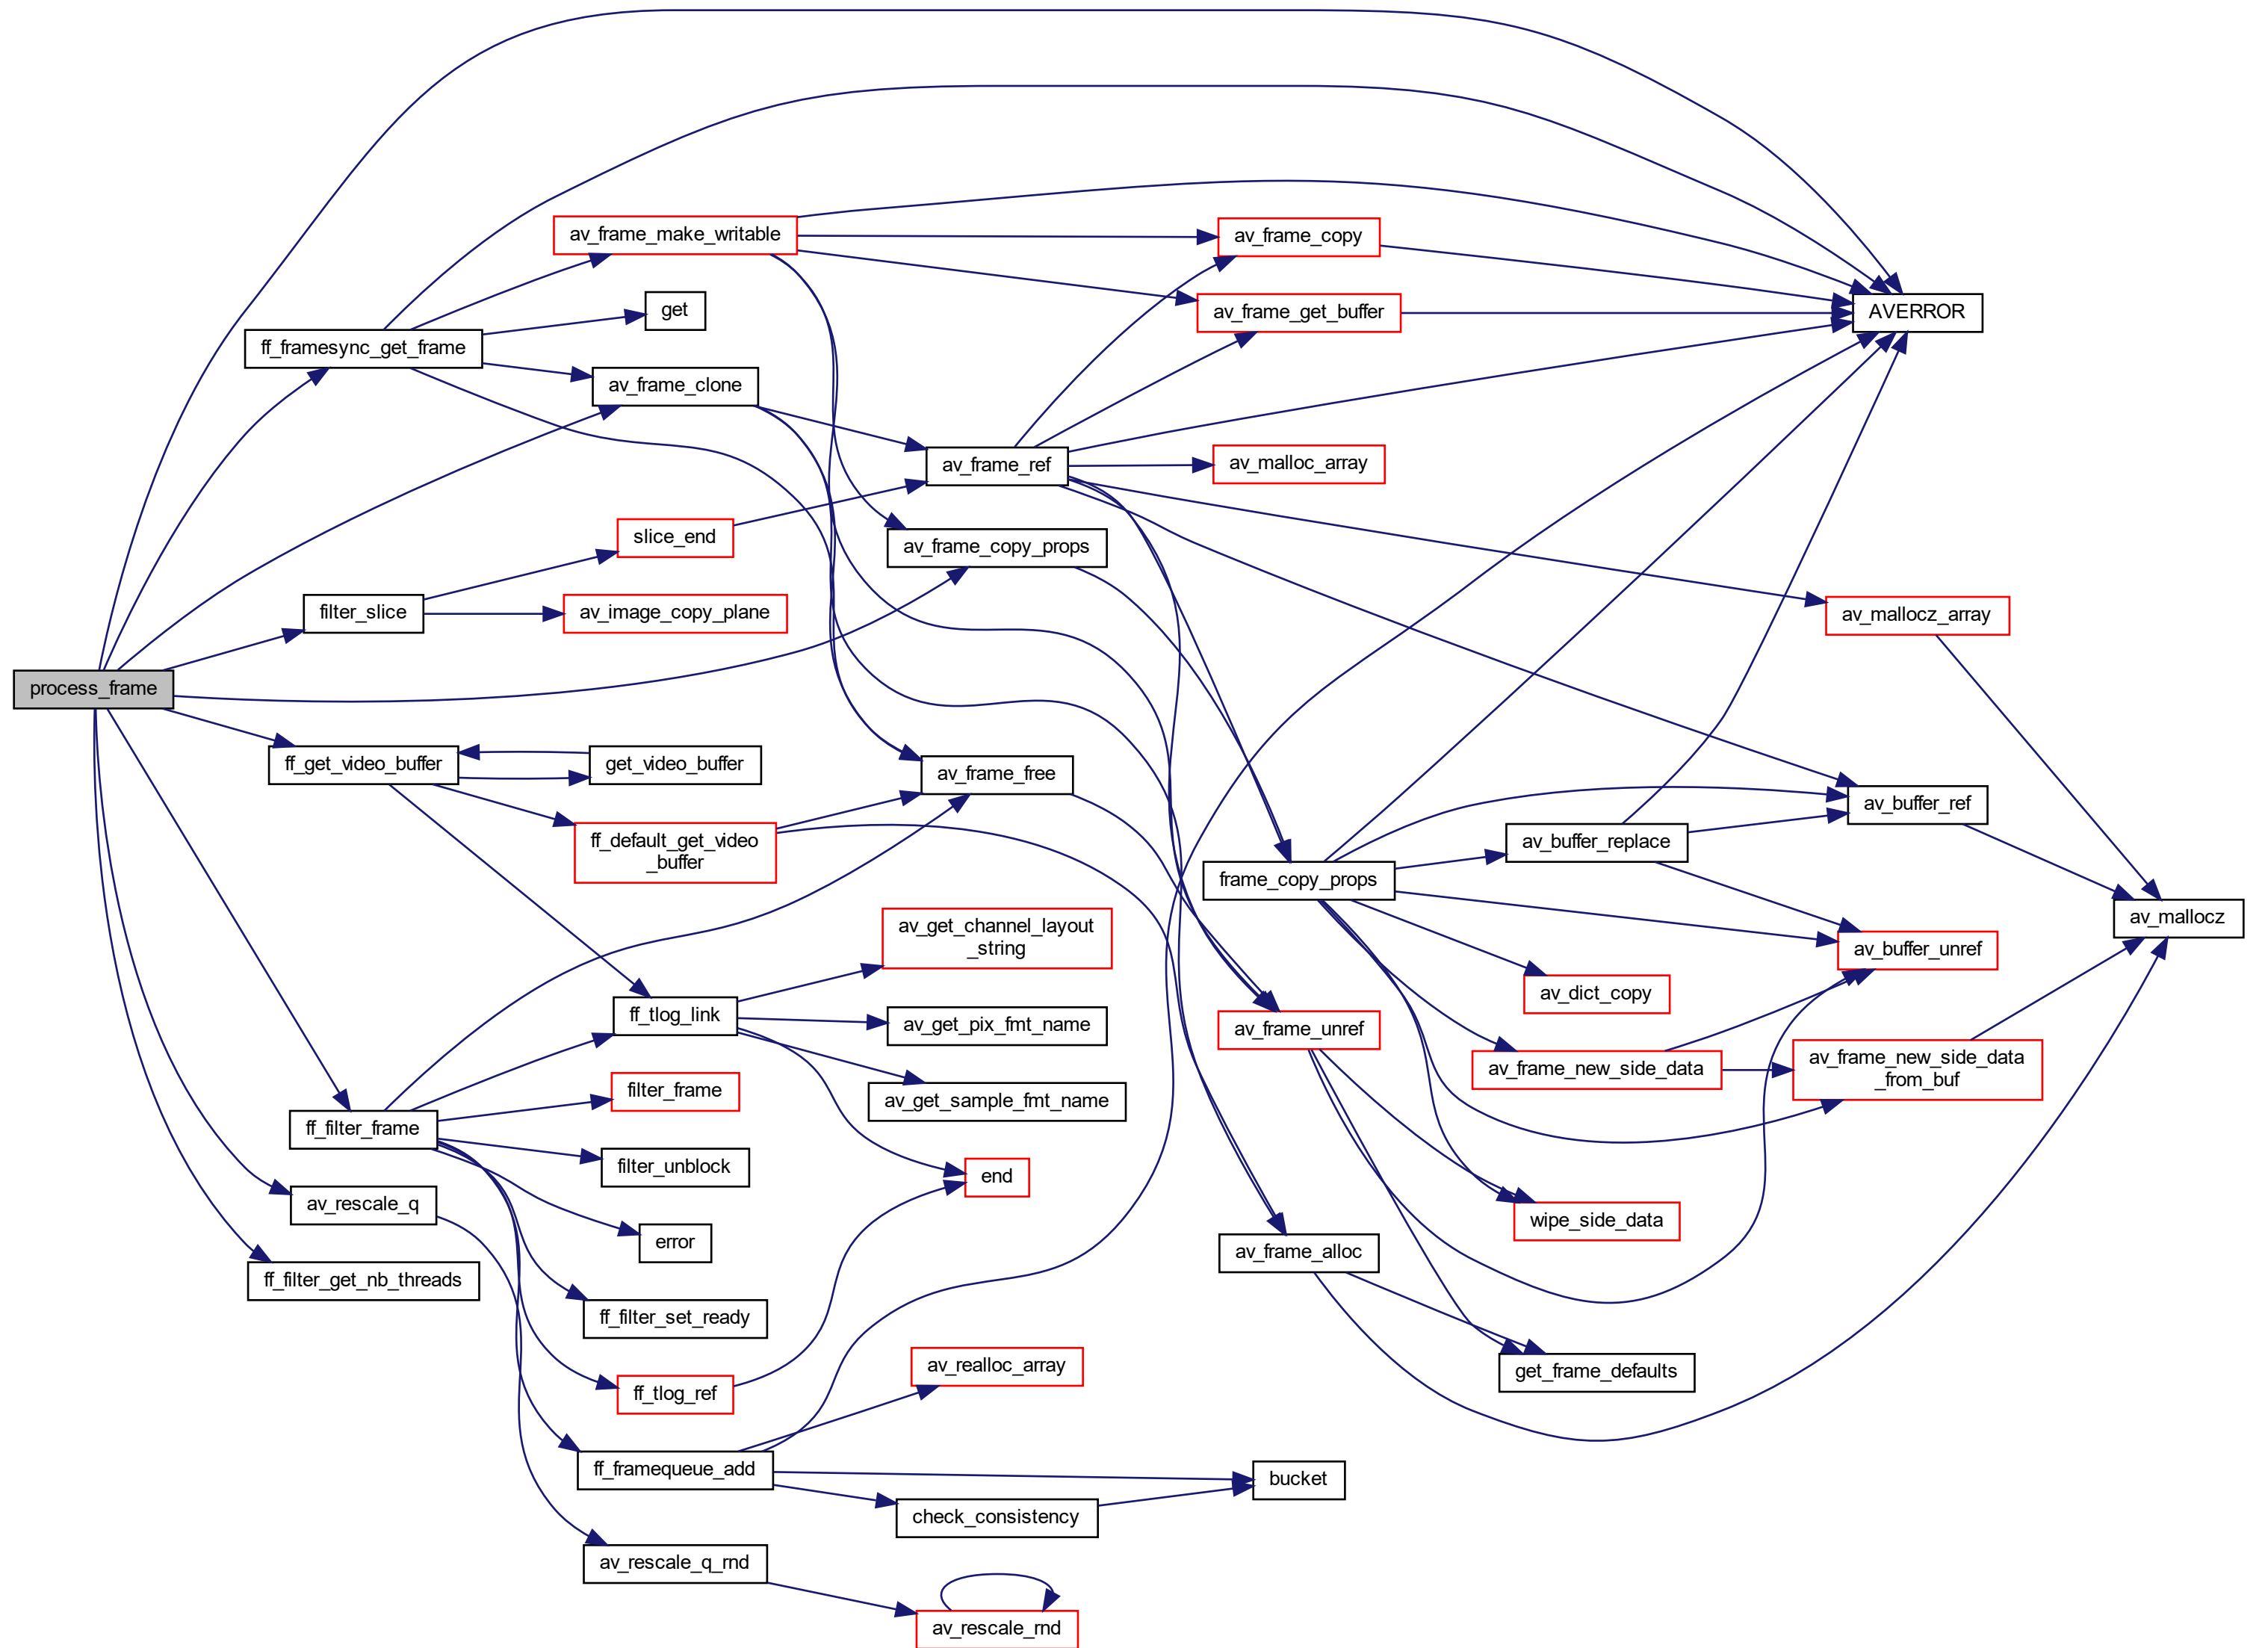 process_frame
ff_framesync_get_frame
filter_slice
ff_get_video_buffer
ff_filter_frame
av_rescale_q
ff_filter_get_nb_threads
av_frame_make_writable
get
av_frame_clone
slice_end
av_image_copy_plane
get_video_buffer
ff_default_get_video
_buffer
ff_tlog_link
filter_frame
filter_unblock
error
ff_filter_set_ready
ff_tlog_ref
ff_framequeue_add
av_rescale_q_rnd
av_frame_ref
av_frame_copy_props
av_frame_free
av_get_channel_layout
_string
av_get_pix_fmt_name
av_get_sample_fmt_name
end
av_realloc_array
check_consistency
av_rescale_rnd
av_frame_copy
av_frame_get_buffer
av_malloc_array
frame_copy_props
av_frame_unref
av_frame_alloc
bucket
av_buffer_replace
av_dict_copy
av_frame_new_side_data
wipe_side_data
get_frame_defaults
AVERROR
av_mallocz_array
av_buffer_ref
av_buffer_unref
av_frame_new_side_data
_from_buf
av_mallocz